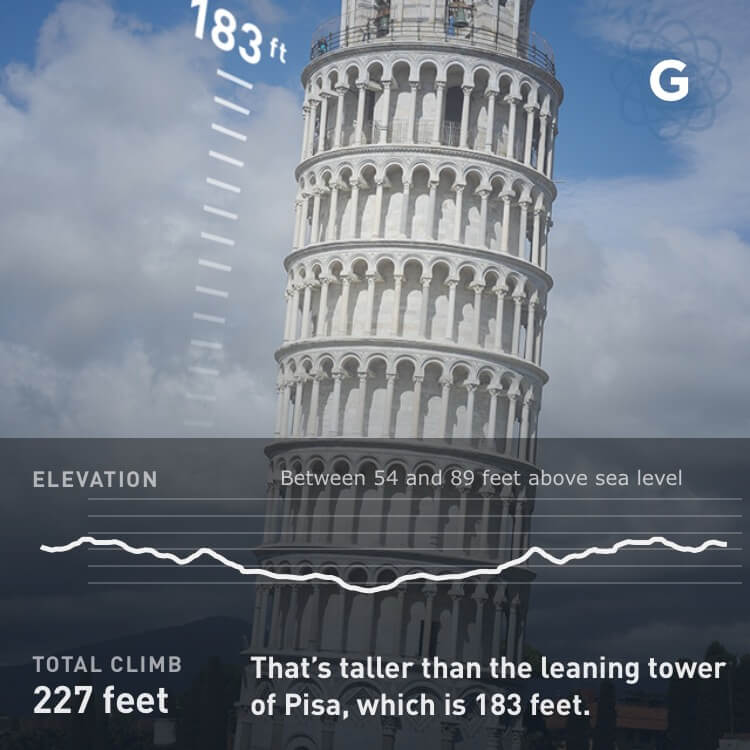 183 ft
G
ELEVATION
Between 54 and 89 feet above sea level
TOTAL CLIMB
227 feet
That's taller than the leaning tower
of Pisa, which is 183 feet.